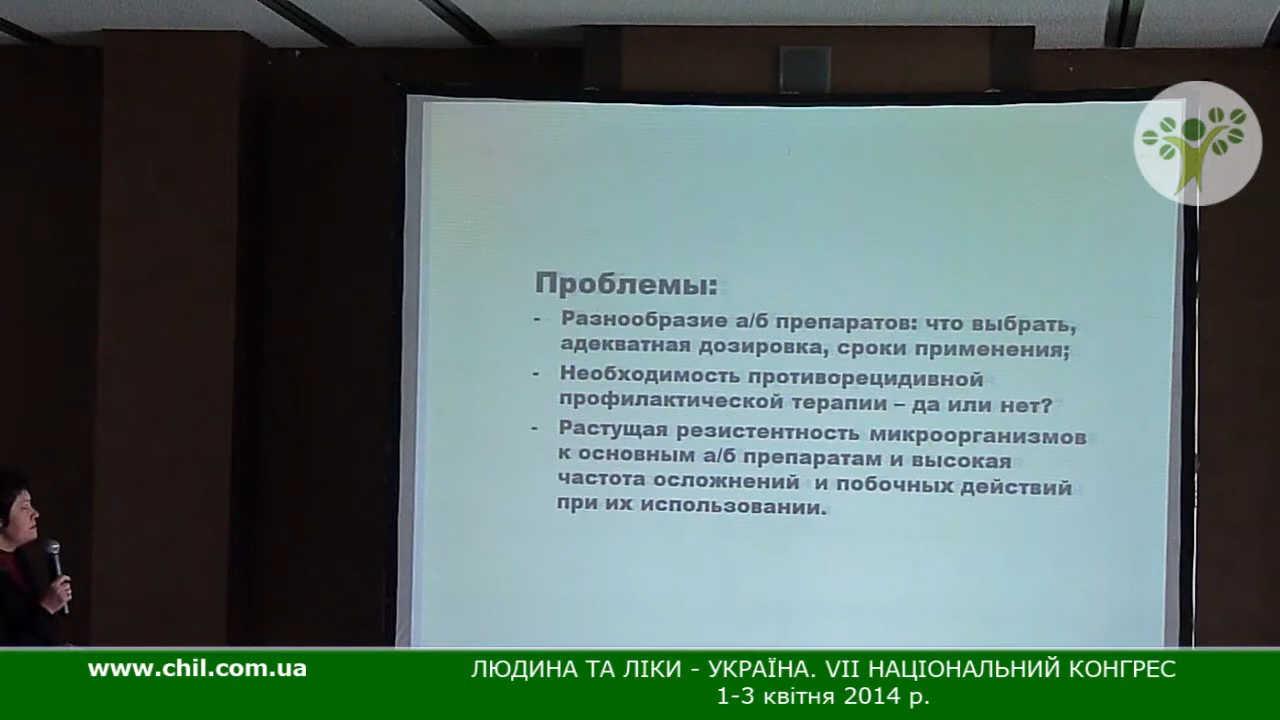 Проблемы:
- Разнообразие а/б препаратов: что выбрать,
адекватная дозировка, сроки применения;
- Необходимость противорецидивной
профилактической терапии – да или нет?
- Растущая резистентность микроорганизмов
к основным а/б препаратам и высокая
частота осложнений и побочных действий
при их использовании.
www.chil.com.ua
ЛЮДИНА ТА ЛІКИ - УКРАЇНА. VII НАЦІОНАЛЬНИЙ КОНГРЕС
1-3 квітня 2014 р.